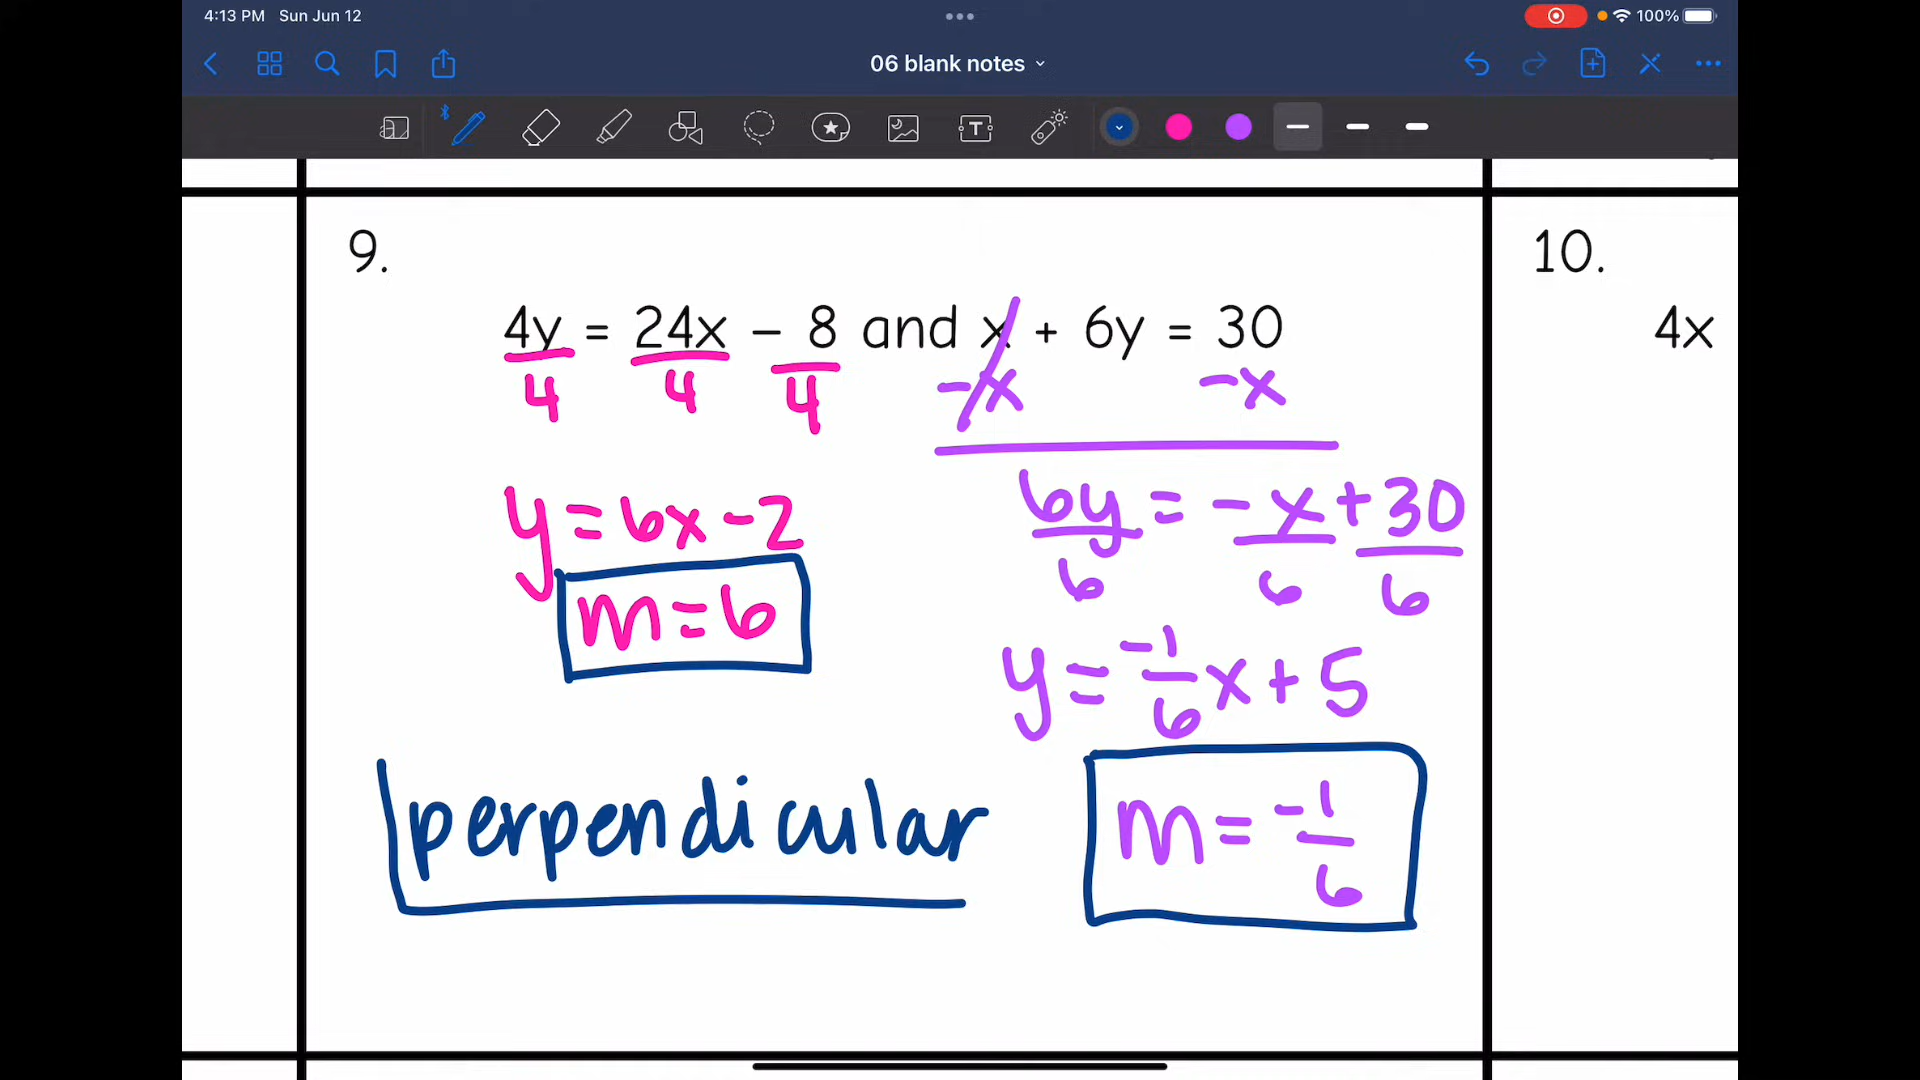 4:13 PM Sun Jun 12
100%
06 blank notes
9.
10.
4y = 24x - 8 and x + 6y = 30
4 4 4 -x -x
6y = -x + 30
6 6 6
y = 6x - 2
m = 6
y = -1/6 x + 5
perpendicular
m = -1/6
4x